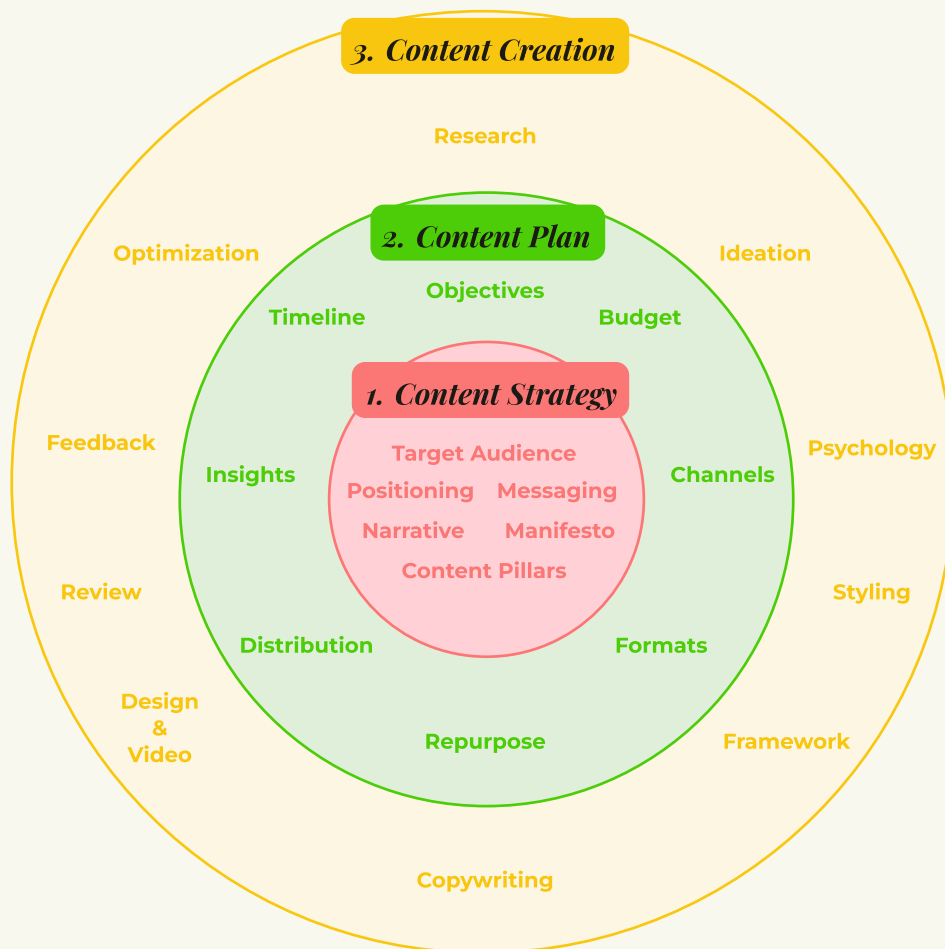 3. Content Creation
Research
Optimization
Ideation
2. Content Plan
Objectives
Timeline
Budget
1. Content Strategy
Feedback
Psychology
Target Audience
Insights
Channels
Positioning
Messaging
Narrative
Manifesto
Content Pillars
Review
Styling
Distribution
Formats
Design
&
Video
Repurpose
Framework
Copywriting